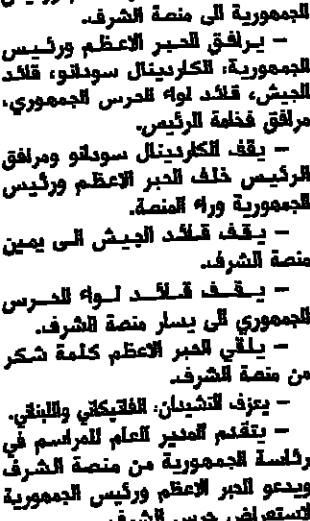 الجمهورية الى منصة الشرف.
– يرافق الحبر الاعظم ورئيس
الجمهورية: الكاردينال سودانو، قائد
الجيش، قائد لواء الحرس الجمهوري،
مرافق فخامة الرئيس.
– يقف الكاردينال سودانو ومرافق
الرئيس خلف الحبر الاعظم ورئيس
الجمهورية وراء المنصة.
– يقف قائد الجيش الى يمين
منصة الشرف.
– يقف قائد لواء الحرس
الجمهوري الى يسار منصة الشرف.
– يلقي الحبر الاعظم كلمة شكر
من منصة الشرف.
– يعزف النشيدان: الفاتيكاني واللبناني.
– يتقدم المدير العام للمراسم في
رئاسة الجمهورية من منصة الشرف
ويدعو الحبر الاعظم ورئيس الجمهورية
لاستعراض حرس الشرف